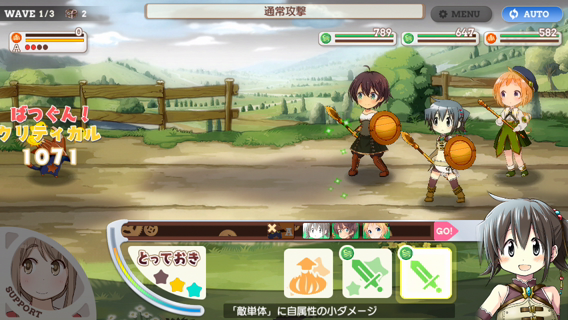 WAVE 1/3
2
通常攻撃
MENU
AUTO
0
A
789
647
582
ばつぐん!
クリティカル
1071
GO!
とっておき
SUPPORT
「敵単体」に自属性の小ダメージ